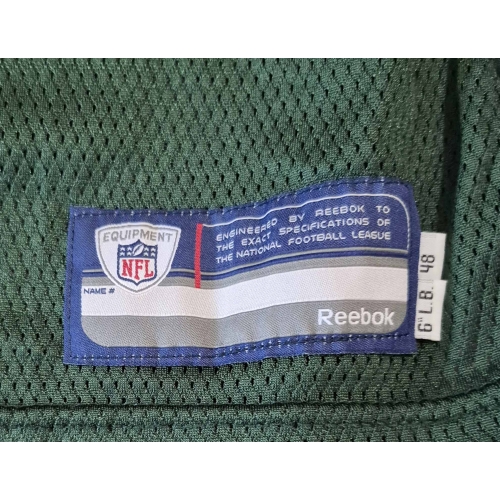 EQUIPMENT
NFL
ENGINEERED BY REEBOK TO
THE EXACT SPECIFICATIONS OF
THE NATIONAL FOOTBALL LEAGUE
NAME #
Reebok
6" L.B. 48